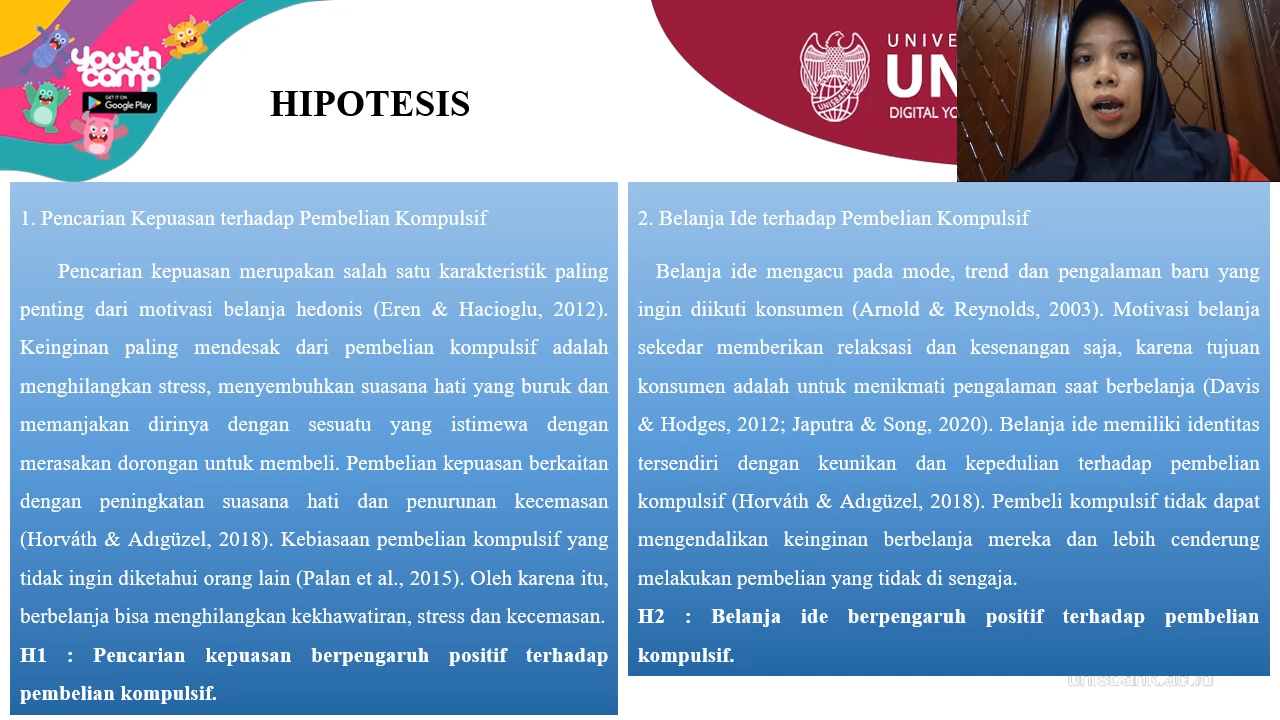 youth
camp
GET IT ON
Google Play
HIPOTESIS
UNISBANK
UNIVE
UN
DIGITAL YO
1. Pencarian Kepuasan terhadap Pembelian Kompulsif
Pencarian kepuasan merupakan salah satu karakteristik paling
penting dari motivasi belanja hedonis (Eren & Hacioglu, 2012).
Keinginan paling mendesak dari pembelian kompulsif adalah
menghilangkan stress, menyembuhkan suasana hati yang buruk dan
memanjakan dirinya dengan sesuatu yang istimewa dengan
merasakan dorongan untuk membeli. Pembelian kepuasan berkaitan
dengan peningkatan suasana hati dan penurunan kecemasan
(Horváth & Adıgüzel, 2018). Kebiasaan pembelian kompulsif yang
tidak ingin diketahui orang lain (Palan et al., 2015). Oleh karena itu,
berbelanja bisa menghilangkan kekhawatiran, stress dan kecemasan.
H1 : Pencarian kepuasan berpengaruh positif terhadap
pembelian kompulsif.
2. Belanja Ide terhadap Pembelian Kompulsif
Belanja ide mengacu pada mode, trend dan pengalaman baru yang
ingin diikuti konsumen (Arnold & Reynolds, 2003). Motivasi belanja
sekedar memberikan relaksasi dan kesenangan saja, karena tujuan
konsumen adalah untuk menikmati pengalaman saat berbelanja (Davis
& Hodges, 2012; Japutra & Song, 2020). Belanja ide memiliki identitas
tersendiri dengan keunikan dan kepedulian terhadap pembelian
kompulsif (Horváth & Adıgüzel, 2018). Pembeli kompulsif tidak dapat
mengendalikan keinginan berbelanja mereka dan lebih cenderung
melakukan pembelian yang tidak di sengaja.
H2 : Belanja ide berpengaruh positif terhadap pembelian
kompulsif.
unisbank.ac.id